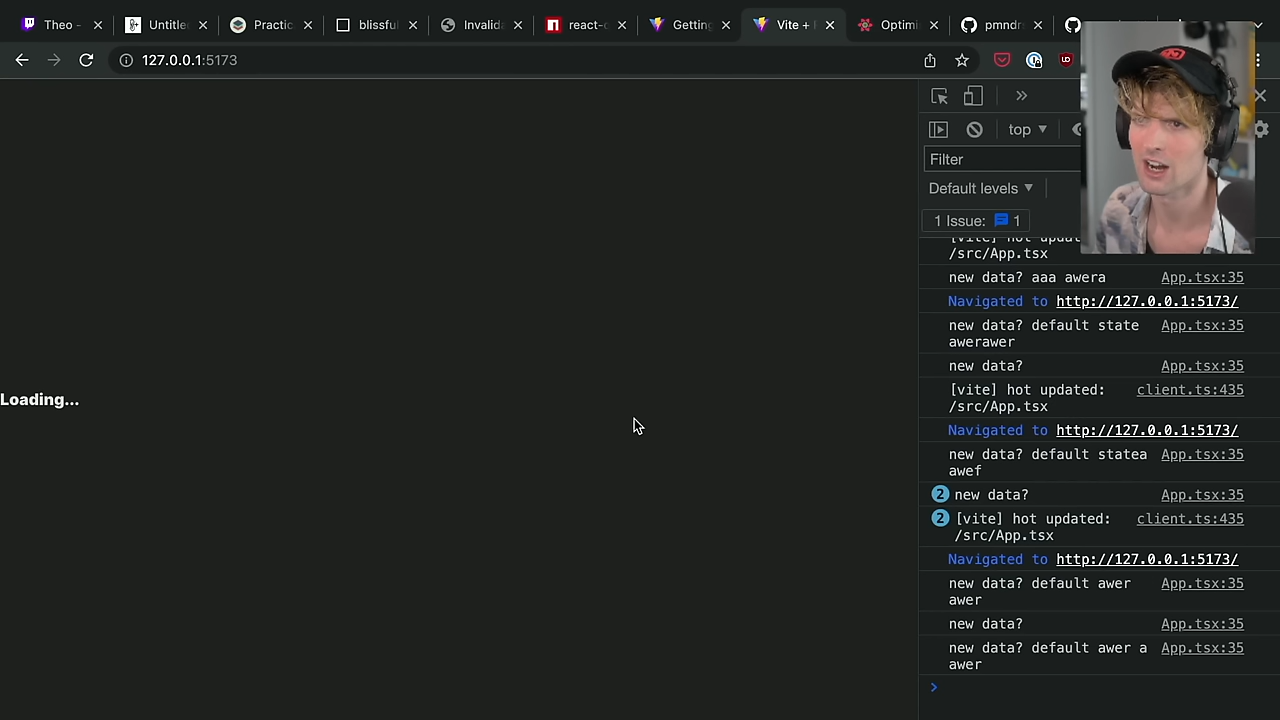 Theo -
Untitle
Practic
blissfu
Invalid
react-c
Getting
Vite +
Optimi
pmndr
127.0.0.1:5173
UD
top
Filter
Default levels
1 Issue: 1
[vite] hot upda
/src/App.tsx
new data? aaa awera App.tsx:35
Navigated to http://127.0.0.1:5173/
new data? default state App.tsx:35
awerawer
new data? App.tsx:35
[vite] hot updated: client.ts:435
/src/App.tsx
Navigated to http://127.0.0.1:5173/
new data? default statea App.tsx:35
awef
2 new data? App.tsx:35
2 [vite] hot updated: client.ts:435
/src/App.tsx
Navigated to http://127.0.0.1:5173/
new data? default awer App.tsx:35
awer
new data? App.tsx:35
new data? default awer a App.tsx:35
awer
Loading...